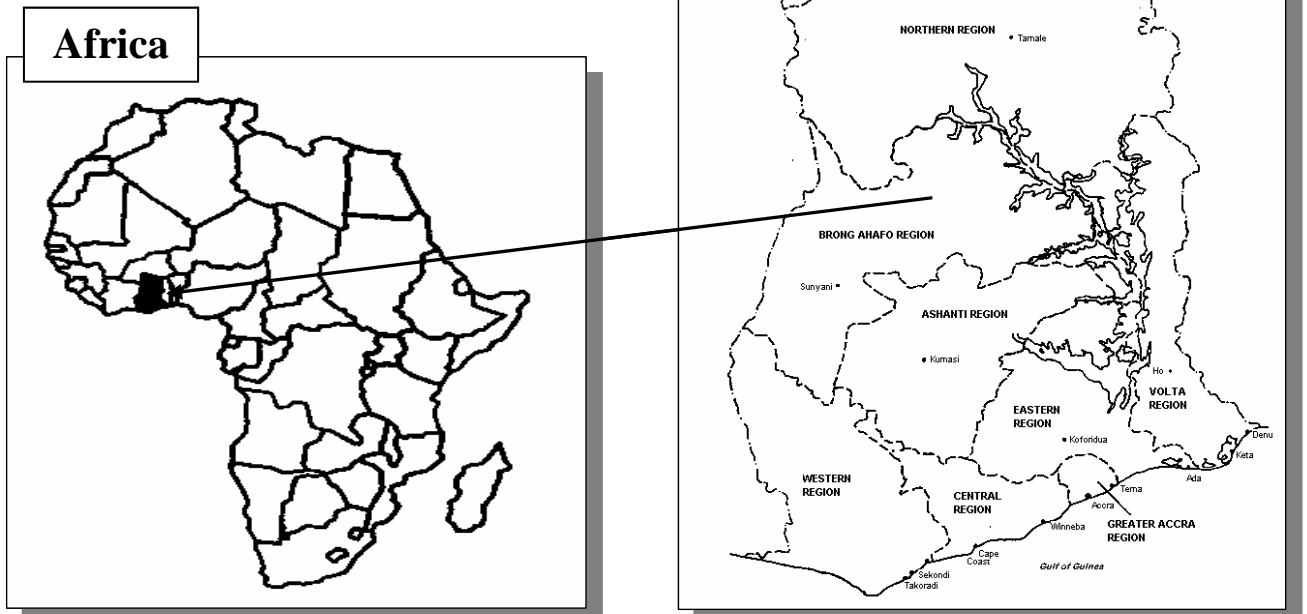 Africa
NORTHERN REGION
Tamale
BRONG AHAFO REGION
Sunyani
ASHANTI REGION
Kumasi
Ho
VOLTA
REGION
EASTERN
REGION
Koforidua
Denu
Keta
Ada
WESTERN
REGION
CENTRAL
REGION
Tema
Accra
GREATER ACCRA
REGION
Winneba
Cape
Coast
Gulf of Guinea
Sekondi
Takoradi